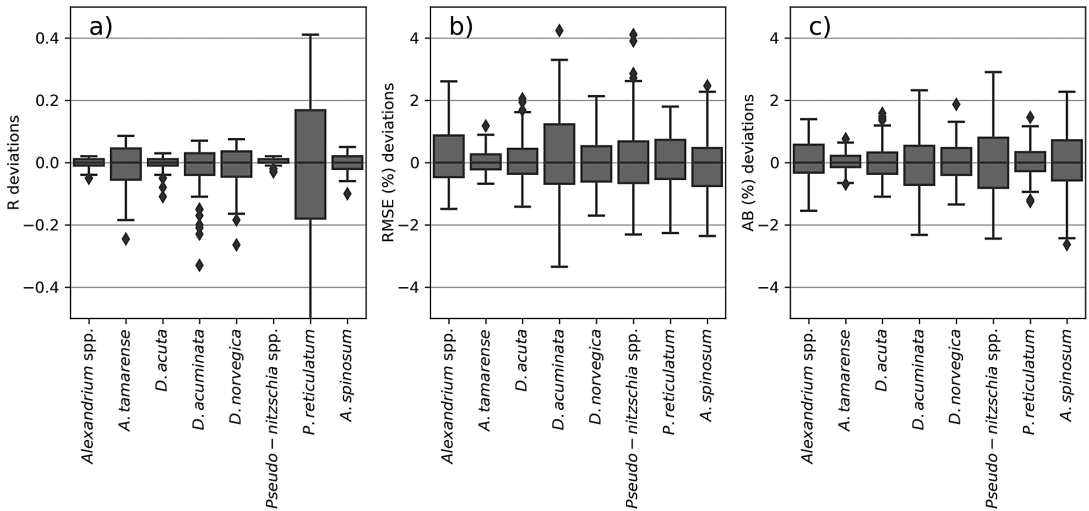 a)
R deviations
0.4
0.2
0.0
−0.2
−0.4
Alexandrium spp.
A. tamarense
D. acuta
D. acuminata
D. norvegica
Pseudo − nitzschia spp.
P. reticulatum
A. spinosum
b)
RMSE (%) deviations
4
2
0
−2
−4
Alexandrium spp.
A. tamarense
D. acuta
D. acuminata
D. norvegica
Pseudo − nitzschia spp.
P. reticulatum
A. spinosum
c)
AB (%) deviations
4
2
0
−2
−4
Alexandrium spp.
A. tamarense
D. acuta
D. acuminata
D. norvegica
Pseudo − nitzschia spp.
P. reticulatum
A. spinosum